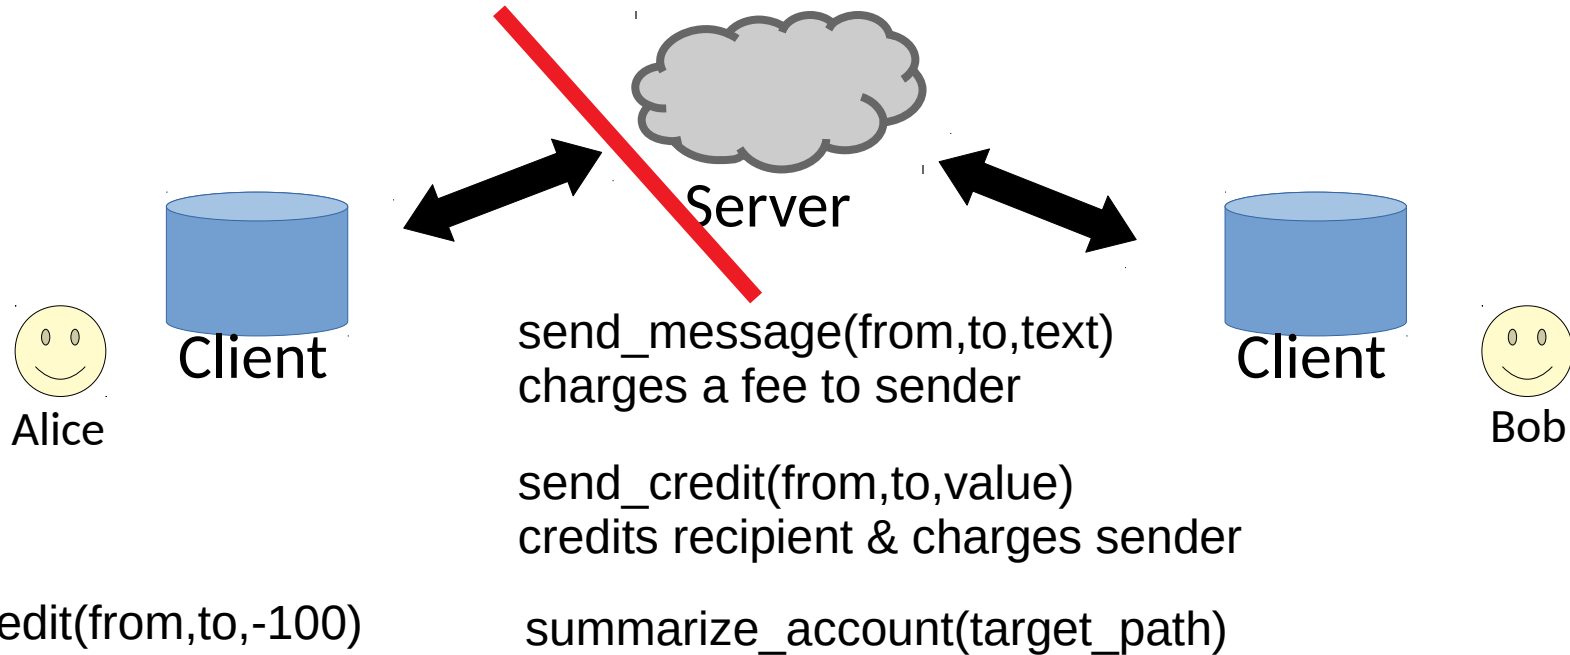 Server
Client
Client
Alice
Bob
send_message(from,to,text)
charges a fee to sender
send_credit(from,to,value)
credits recipient & charges sender
edit(from,to,-100)
summarize_account(target_path)